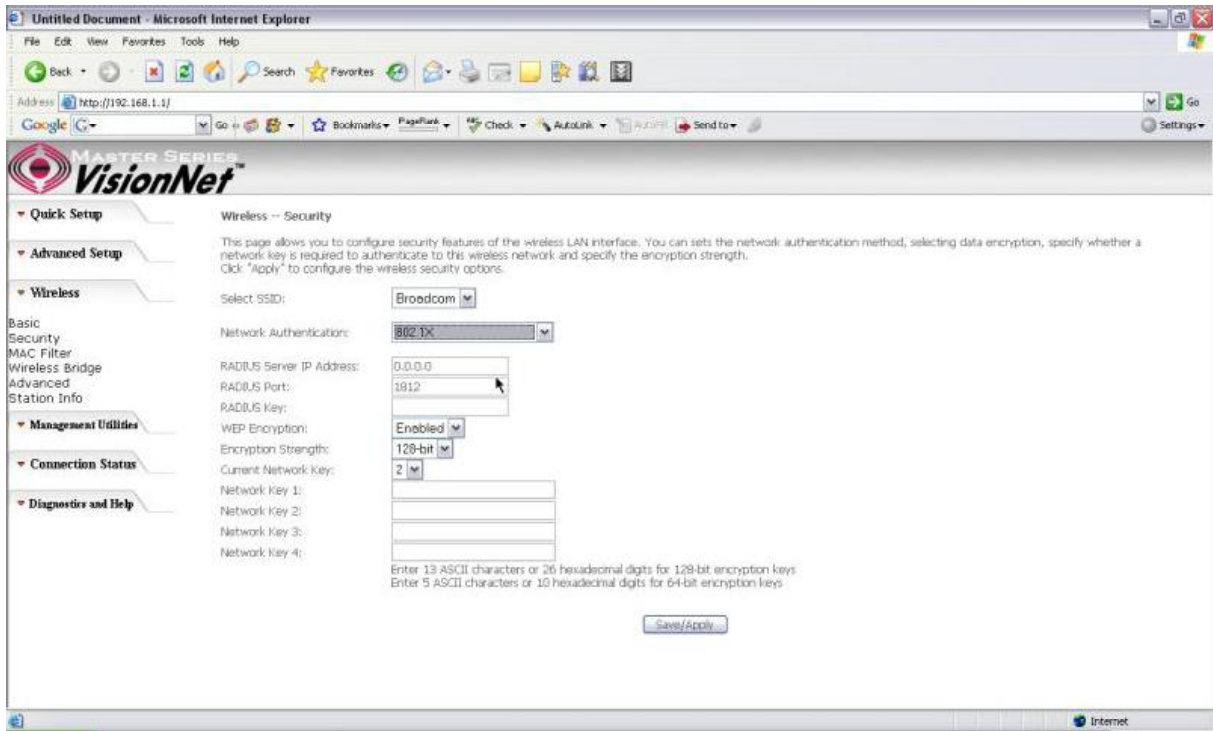 Untitled Document - Microsoft Internet Explorer
File Edit View Favorites Tools Help
Back Search Favorites
Address http://192.168.1.1/ Go
Google G Go Bookmarks PageRank Check AutoLink AutoFill Send to Settings
MASTER SERIES
VisionNet™
Quick Setup
Advanced Setup
Wireless
Basic
Security
MAC Filter
Wireless Bridge
Advanced
Station Info
Management Utilities
Connection Status
Diagnostics and Help
Wireless -- Security
This page allows you to configure security features of the wireless LAN interface. You can sets the network authentication method, selecting data encryption, specify whether a
network key is required to authenticate to this wireless network and specify the encryption strength.
Click "Apply" to configure the wireless security options.
Select SSID: Broadcom
Network Authentication: 802.1X
RADIUS Server IP Address: 0.0.0.0
RADIUS Port: 1812
RADIUS Key:
WEP Encryption: Enabled
Encryption Strength: 128-bit
Current Network Key: 2
Network Key 1:
Network Key 2:
Network Key 3:
Network Key 4:
Enter 13 ASCII characters or 26 hexadecimal digits for 128-bit encryption keys
Enter 5 ASCII characters or 10 hexadecimal digits for 64-bit encryption keys
Save/Apply
Internet